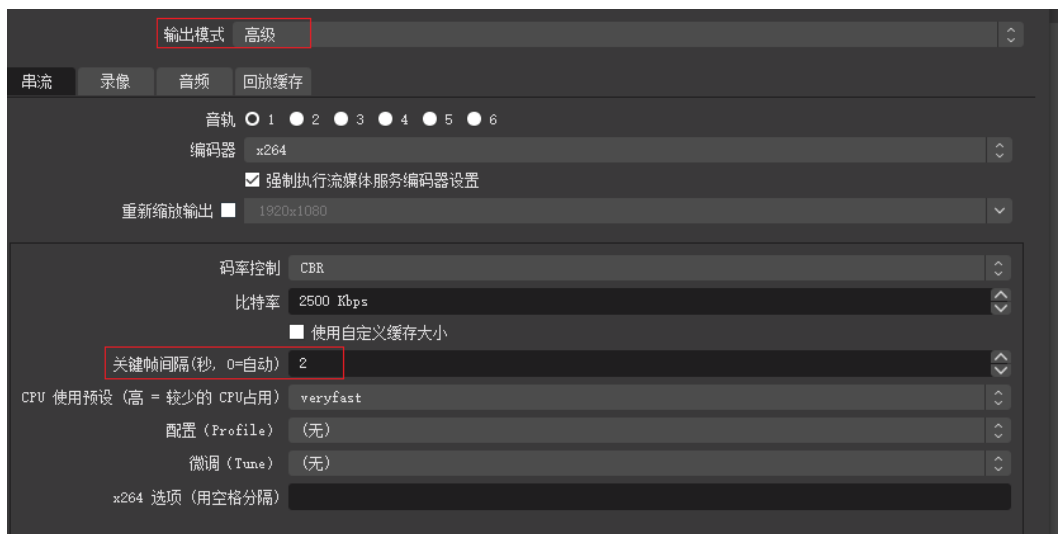 输出模式 高级
串流 录像 音频 回放缓存
音轨 1 2 3 4 5 6
编码器 x264
强制执行流媒体服务编码器设置
重新缩放输出 1920x1080
码率控制 CBR
比特率 2500 Kbps
使用自定义缓存大小
关键帧间隔(秒, 0=自动) 2
CPU 使用预设 (高 = 较少的 CPU占用) veryfast
配置 (Profile) (无)
微调 (Tune) (无)
x264 选项 (用空格分隔)